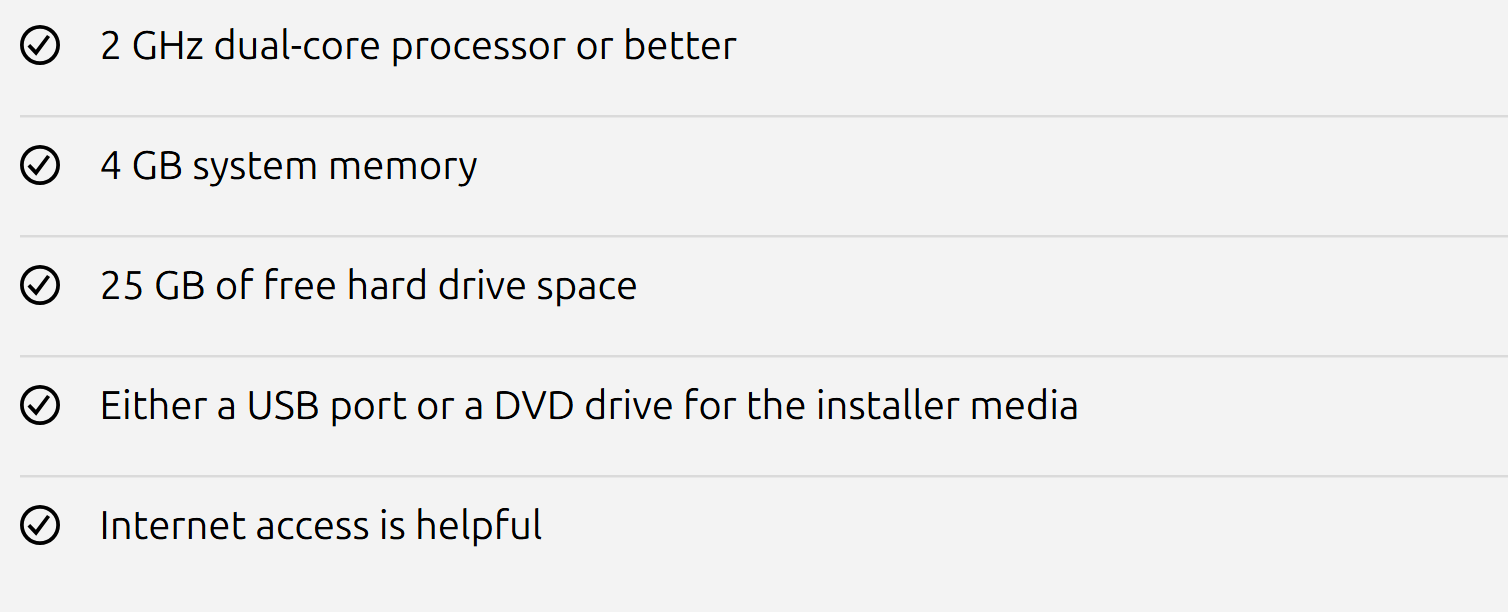 2 GHz dual-core processor or better
4 GB system memory
25 GB of free hard drive space
Either a USB port or a DVD drive for the installer media
Internet access is helpful